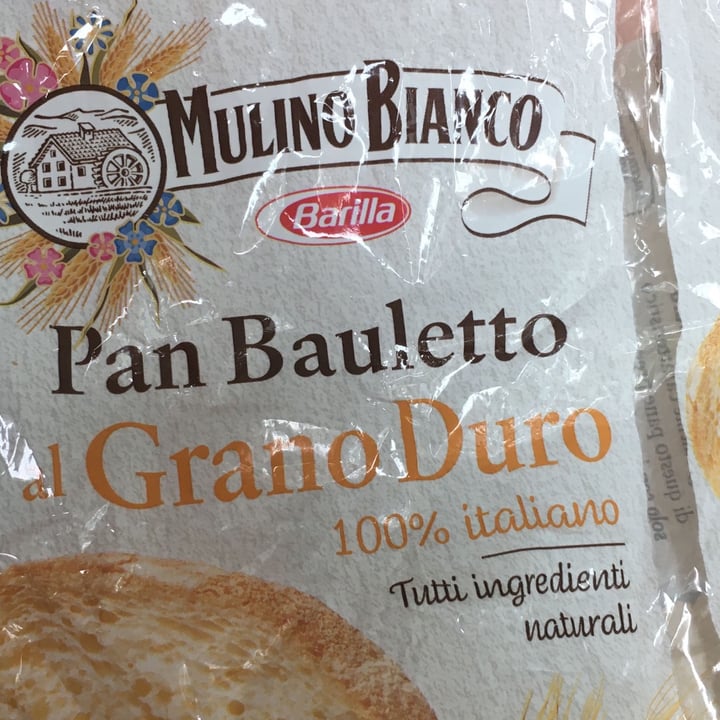 MULINO BIANCO
Barilla
Pan Bauletto
al Grano Duro
100% italiano
Tutti ingredienti
naturali